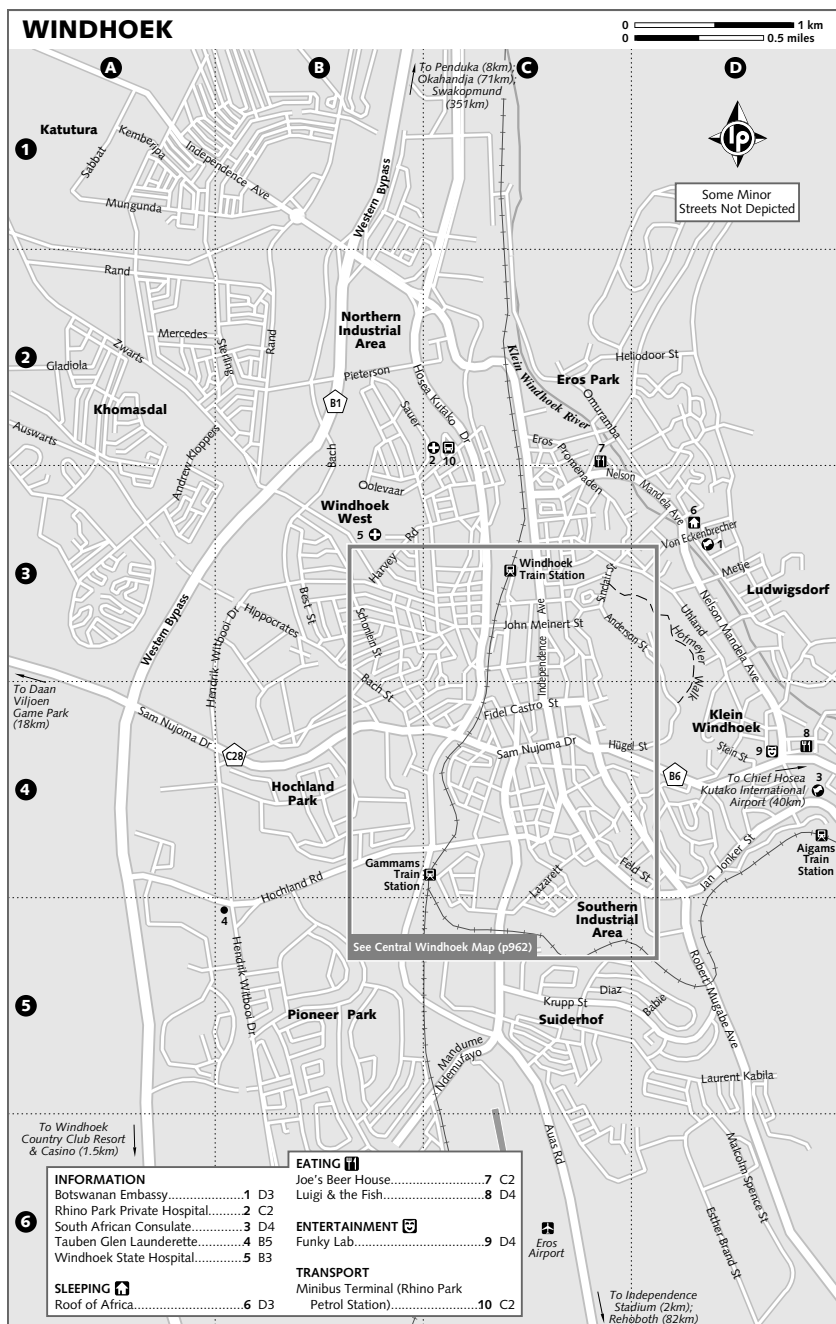 WINDHOEK
0 1 km
0 0.5 miles
A B C D
To Penduka (8km);
Okahandja (71km);
Swakopmund
(351km)
lp
Some Minor
Streets Not Depicted
1
Katutura
Sabbat
Kemberipa
Independence Ave
Mungunda
Western Bypass
Rand
2
Northern
Industrial
Area
Mercedes
Sterling
Rand
Zwarts
Gladiola
Khomasdal
Auswarts
Andrew Kloppers
Pieterson
B1
Hosea Kutako Dr
Sauer
Bach
2 10
Klein Windhoek River
Eros Park
Heliodoor St
Omuramba
Eros
Promenaden
7
Nelson Mandela Ave
6
Von Eckenbrecher
1
Metje
Ludwigsdorf
3
Oolevaar
Windhoek
West
5
Harvey Rd
Best St
Hippocrates
Schonlein St
Hendrik Witbooi Dr
Western Bypass
Bach St
Windhoek
Train Station
John Meinert St
Independence Ave
Sinclair St
Anderson St
Uhland
Hofmeyer Walk
Nelson Mandela Ave
To Daan
Viljoen
Game Park
(18km)
Sam Nujoma Dr
C28
4
Hochland
Park
Fidel Castro St
Sam Nujoma Dr
Hügel St
B6
Klein
Windhoek
Stein St
9
8
To Chief Hosea
Kutako International
Airport (40km)
3
Aigams
Train
Station
Jan Jonker St
Gammams
Train
Station
Hochland Rd
4
Lazarett
Feld St
Southern
Industrial
Area
See Central Windhoek Map (p962)
5
Hendrik Witbooi Dr
Pioneer Park
Krupp St
Diaz
Babie
Suiderhof
Robert Mugabe Ave
Mandume
Ndemufayo
Laurent Kabila
Auas Rd
Malcolm Spence St
Esther Brand St
To Windhoek
Country Club Resort
& Casino (1.5km)
6
INFORMATION
Botswanan Embassy.....................1 D3
Rhino Park Private Hospital..........2 C2
South African Consulate...............3 D4
Tauben Glen Launderette.............4 B5
Windhoek State Hospital..............5 B3
SLEEPING
Roof of Africa..............................6 D3
EATING
Joe's Beer House..........................7 C2
Luigi & the Fish............................8 D4
ENTERTAINMENT
Funky Lab....................................9 D4
TRANSPORT
Minibus Terminal (Rhino Park
Petrol Station).........................10 C2
Eros
Airport
To Independence
Stadium (2km);
Rehoboth (82km)